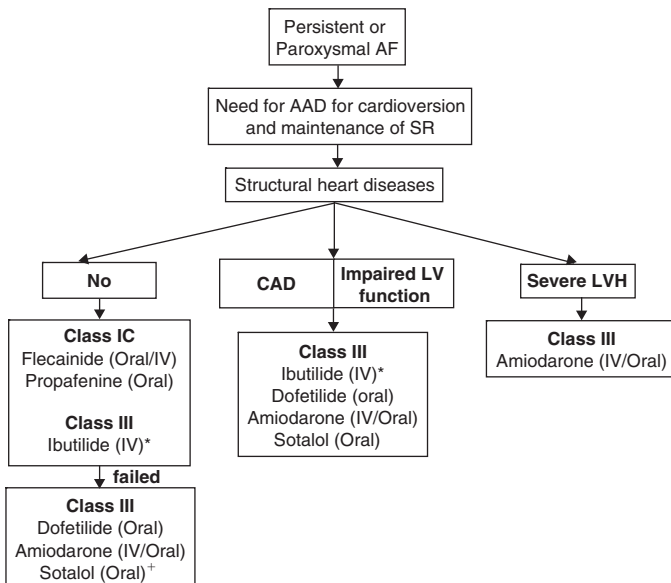 Persistent or
Paroxysmal AF
Need for AAD for cardioversion
and maintenance of SR
Structural heart diseases
No
CAD
Impaired LV
function
Severe LVH
Class IC
Flecainide (Oral/IV)
Propafenine (Oral)
Class III
Ibutilide (IV)*
Class III
Ibutilide (IV)*
Dofetilide (oral)
Amiodarone (IV/Oral)
Sotalol (Oral)
Class III
Amiodarone (IV/Oral)
failed
Class III
Dofetilide (Oral)
Amiodarone (IV/Oral)
Sotalol (Oral)+